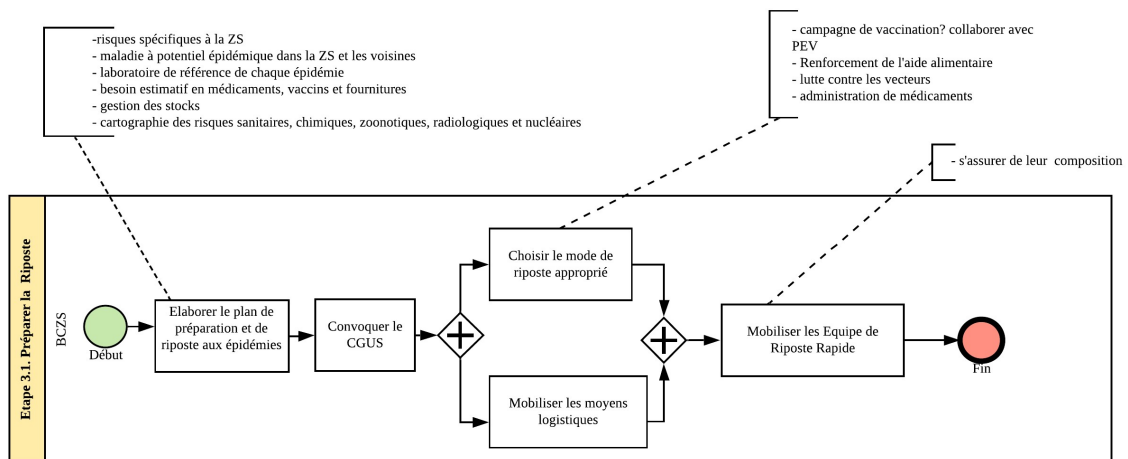 -risques spécifiques à la ZS
- maladie à potentiel épidémique dans la ZS et les voisines
- laboratoire de référence de chaque épidémie
- besoin estimatif en médicaments, vaccins et fournitures
- gestion des stocks
- cartographie des risques sanitaires, chimiques, zoonotiques, radiologiques et nucléaires
- campagne de vaccination? collaborer avec
PEV
- Renforcement de l'aide alimentaire
- lutte contre les vecteurs
- administration de médicaments
- s'assurer de leur composition
Etape 3.1. Préparer la Riposte
BCZS
Début
Elaborer le plan de
préparation et de
riposte aux épidémies
Convoquer le
CGUS
Choisir le mode de
riposte approprié
Mobiliser les moyens
logistiques
Mobiliser les Equipe de
Riposte Rapide
Fin